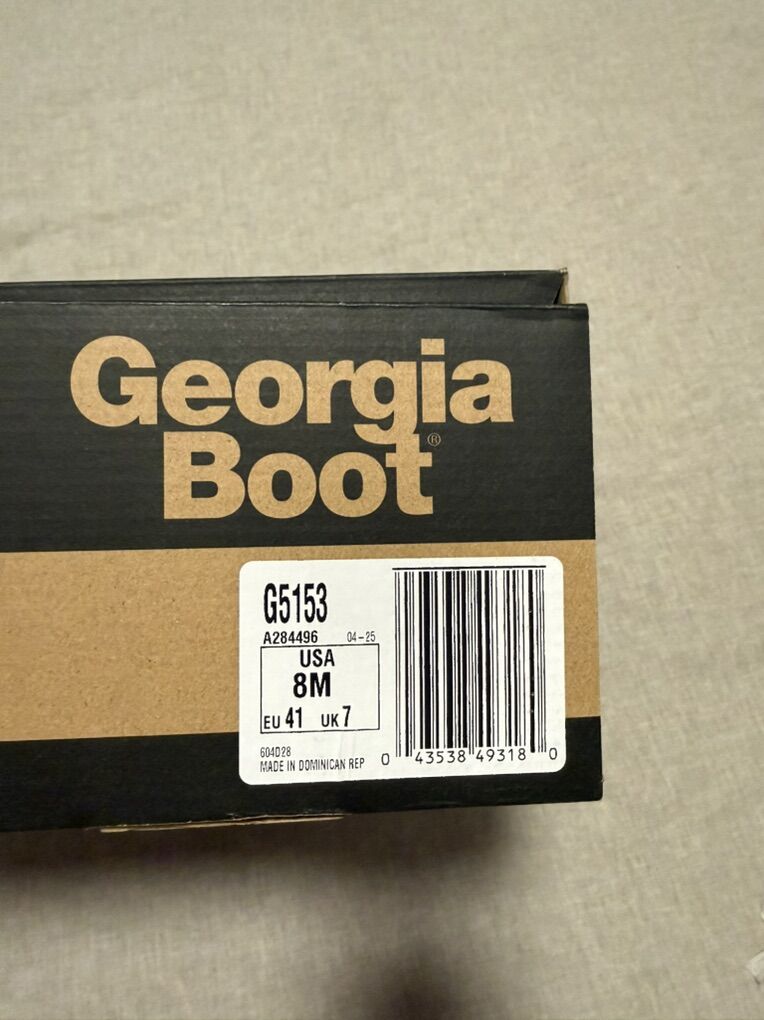 Georgia
Boot®
G5153
A284496 04-25
USA
8M
EU 41 UK 7
604D28
MADE IN DOMINICAN REP
0 43538 49318 0